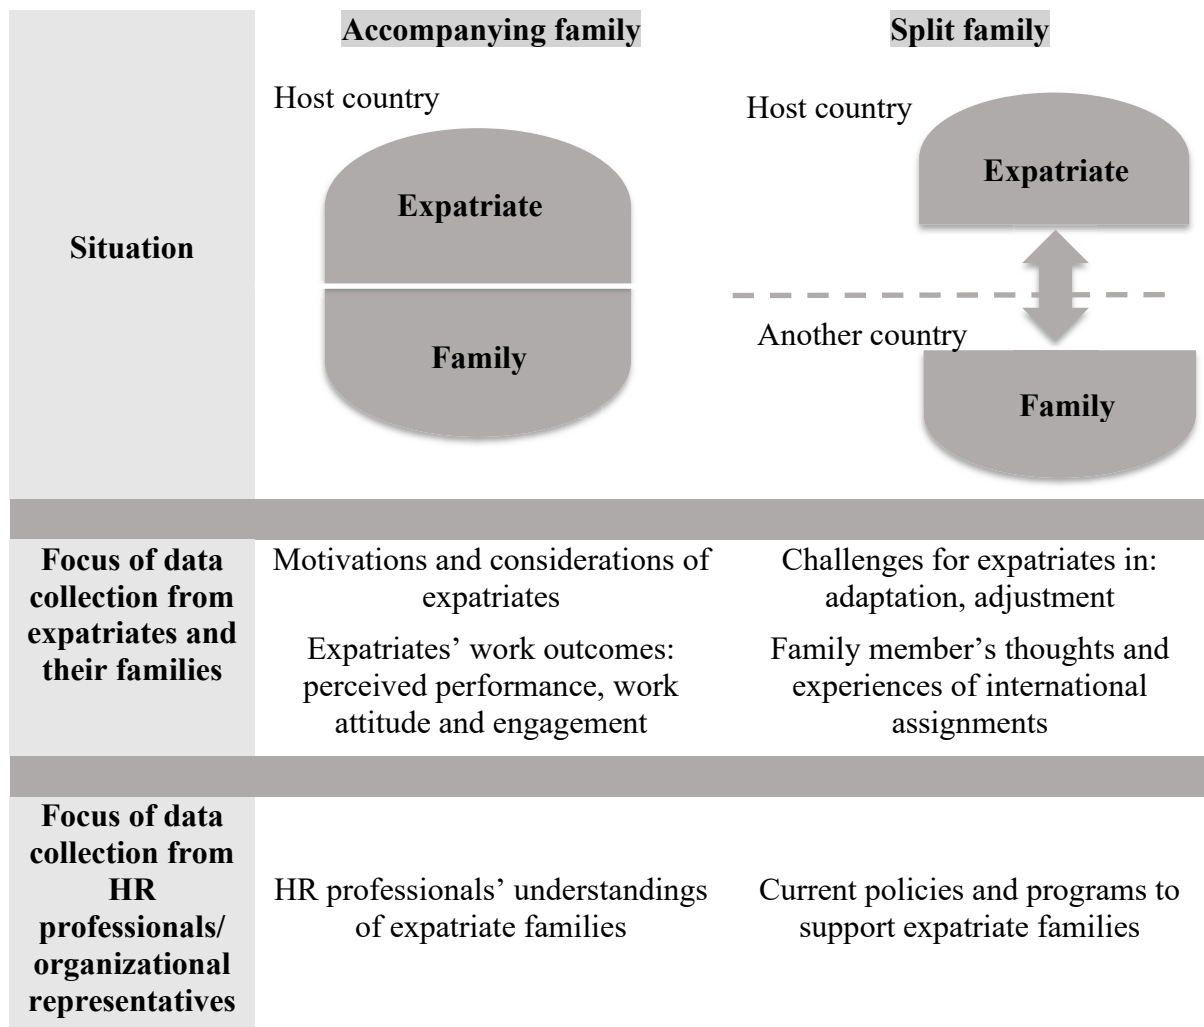 Accompanying family
Split family
Situation
Host country
Expatriate
Family
Host country
Expatriate
Another country
Family
Focus of data
collection from
expatriates and
their families
Motivations and considerations of
expatriates
Expatriates’ work outcomes:
perceived performance, work
attitude and engagement
Challenges for expatriates in:
adaptation, adjustment
Family member’s thoughts and
experiences of international
assignments
Focus of data
collection from
HR
professionals/
organizational
representatives
HR professionals’ understandings
of expatriate families
Current policies and programs to
support expatriate families